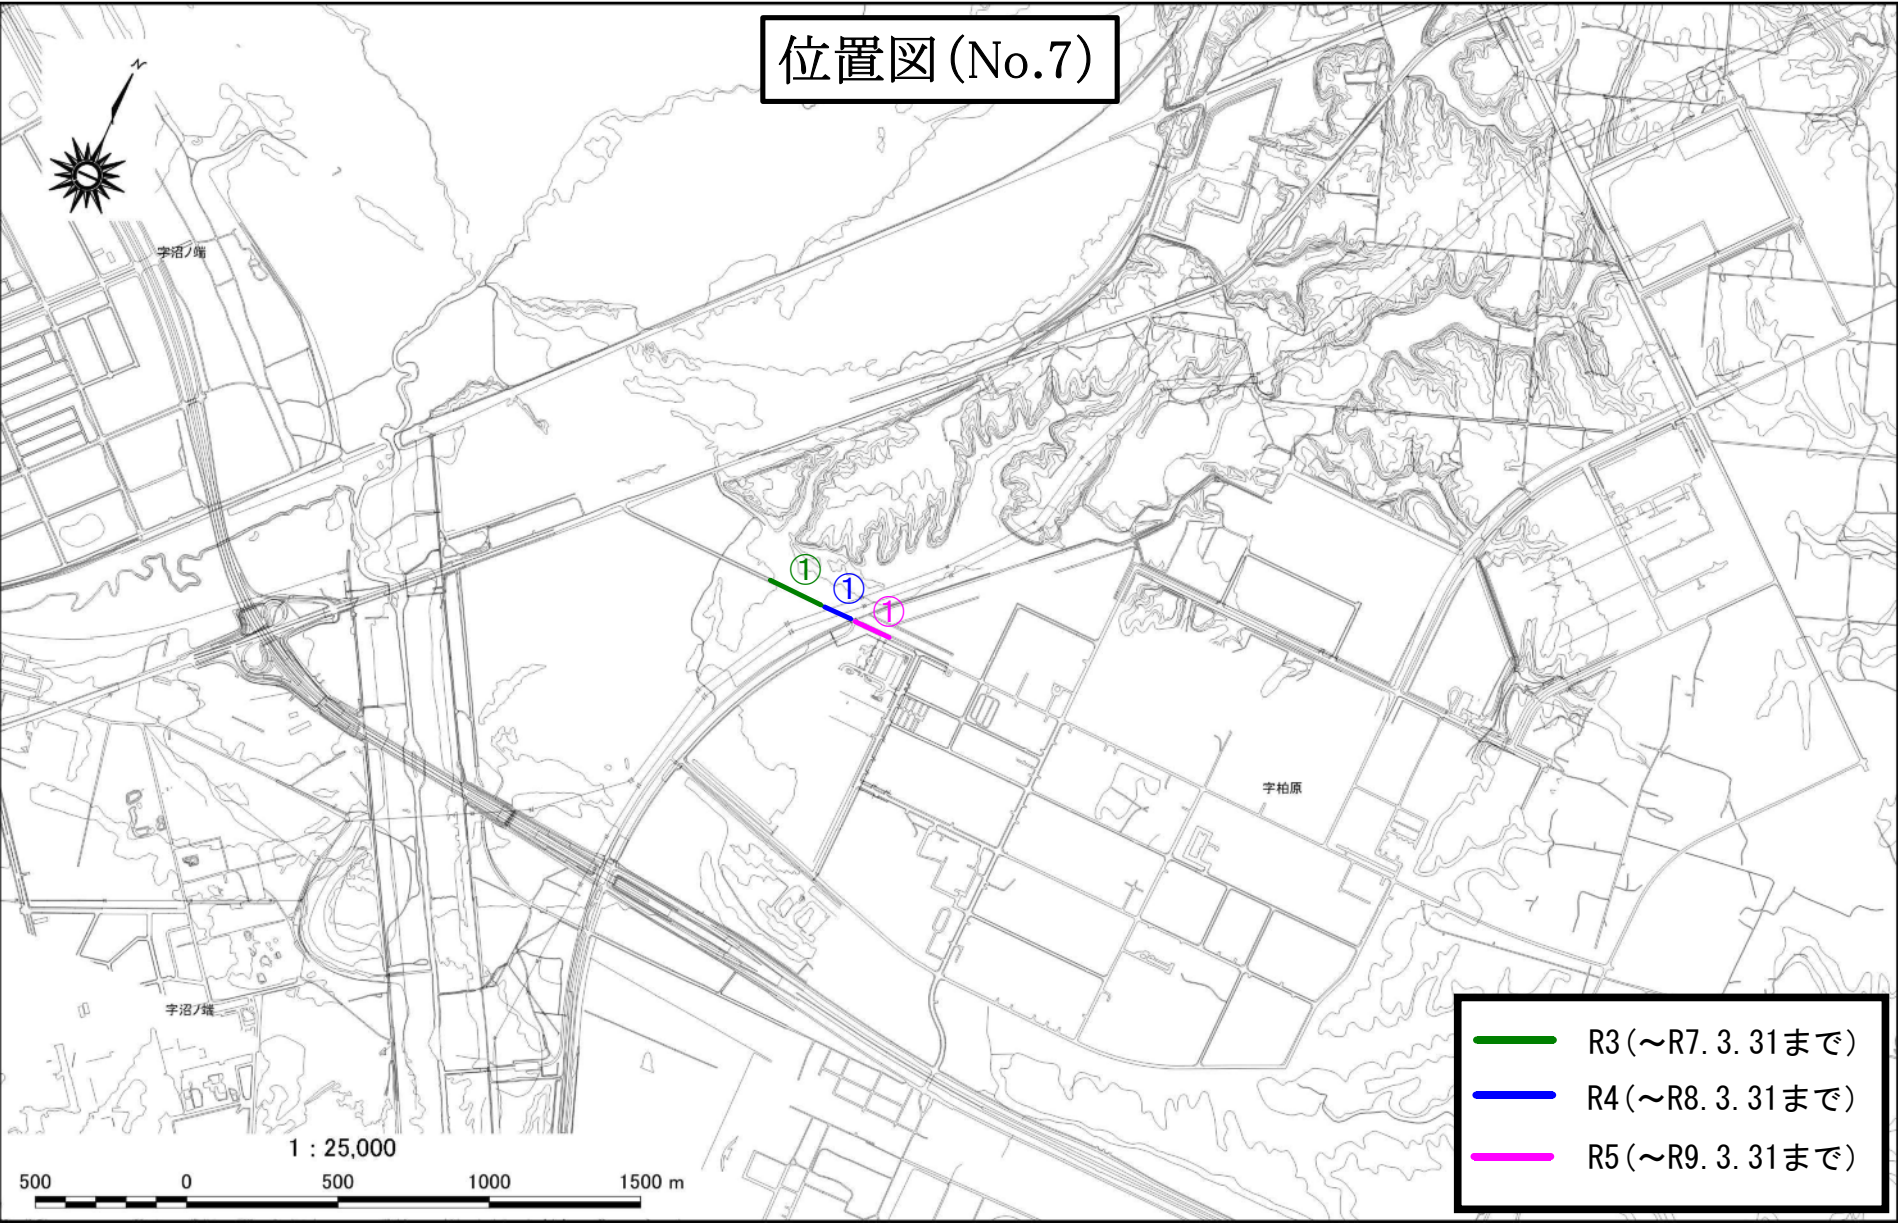 位置図(No.7)
N
字沼ノ端
①
①
①
字柏原
字沼ノ端
R3(～R7.3.31まで)
R4(～R8.3.31まで)
R5(～R9.3.31まで)
1：25,000
500 0 500 1000 1500 m